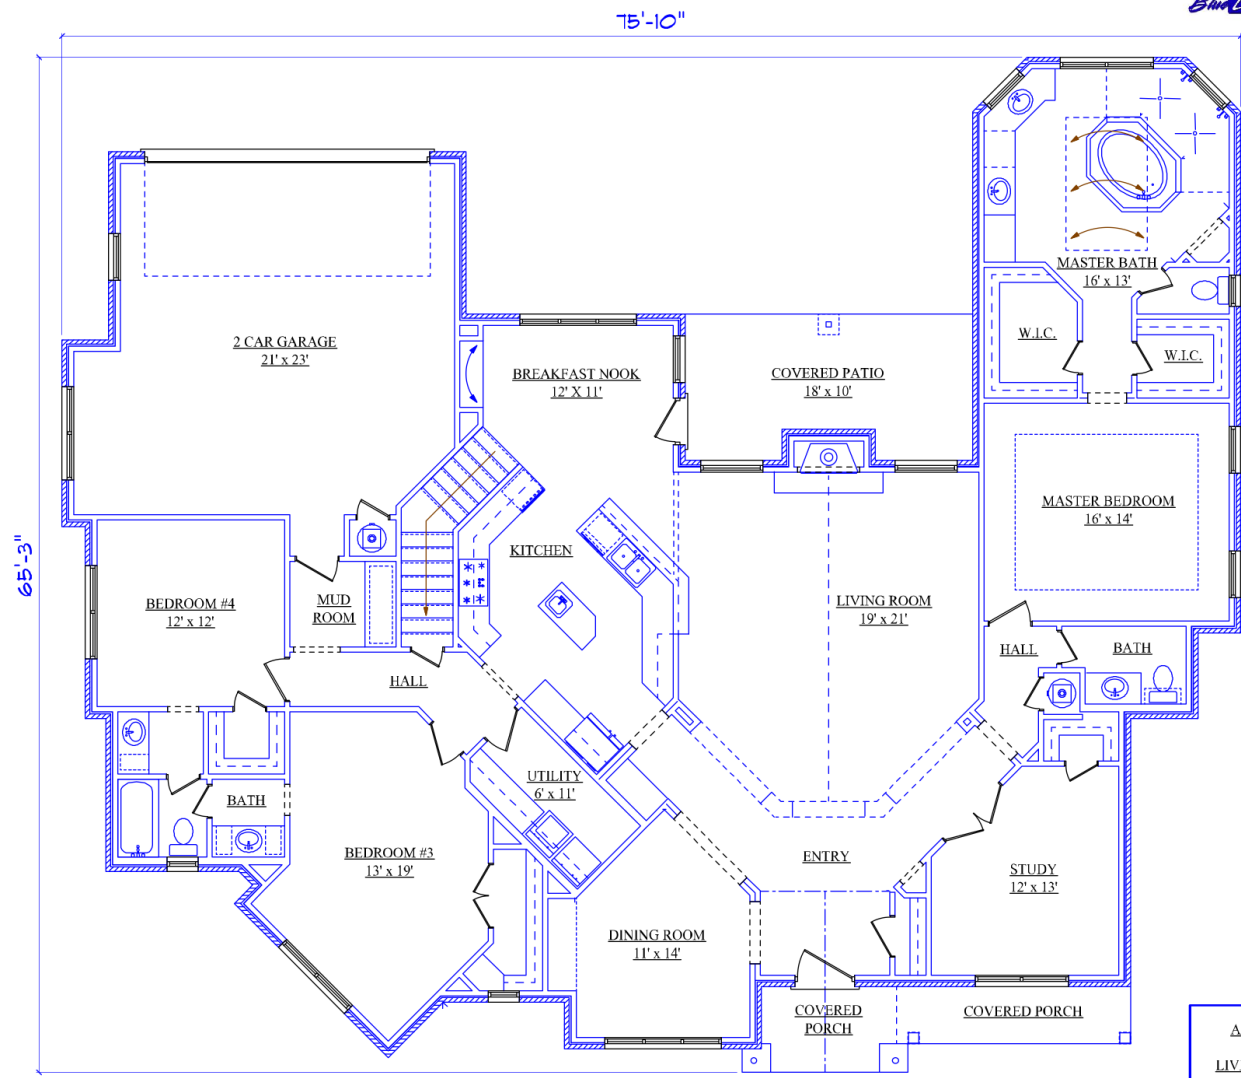 75'-10"
65'-3"
MASTER BATH
16' x 13'
W.I.C.
W.I.C.
2 CAR GARAGE
21' x 23'
BREAKFAST NOOK
12' X 11'
COVERED PATIO
18' x 10'
MASTER BEDROOM
16' x 14'
KITCHEN
BEDROOM #4
12' x 12'
MUD
ROOM
LIVING ROOM
19' x 21'
HALL
BATH
HALL
UTILITY
6' x 11'
BATH
BEDROOM #3
13' x 19'
ENTRY
STUDY
12' x 13'
DINING ROOM
11' x 14'
COVERED
PORCH
COVERED PORCH